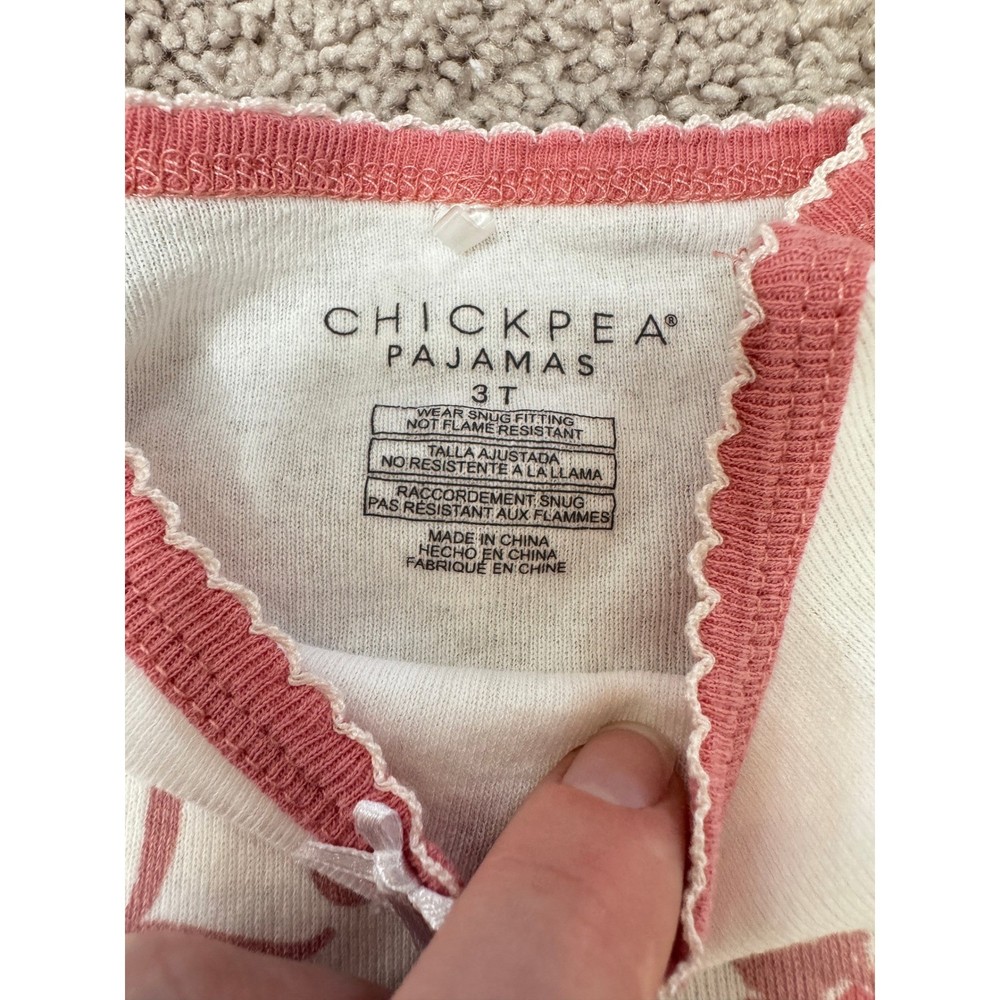 CHICKPEA®
PAJAMAS
3T
WEAR SNUG FITTING
NOT FLAME RESISTANT
TALLA AJUSTADA
NO RESISTENTE A LA LLAMA
RACCORDEMENT SNUG
PAS RÉSISTANT AUX FLAMMES
MADE IN CHINA
HECHO EN CHINA
FABRIQUÉ EN CHINE